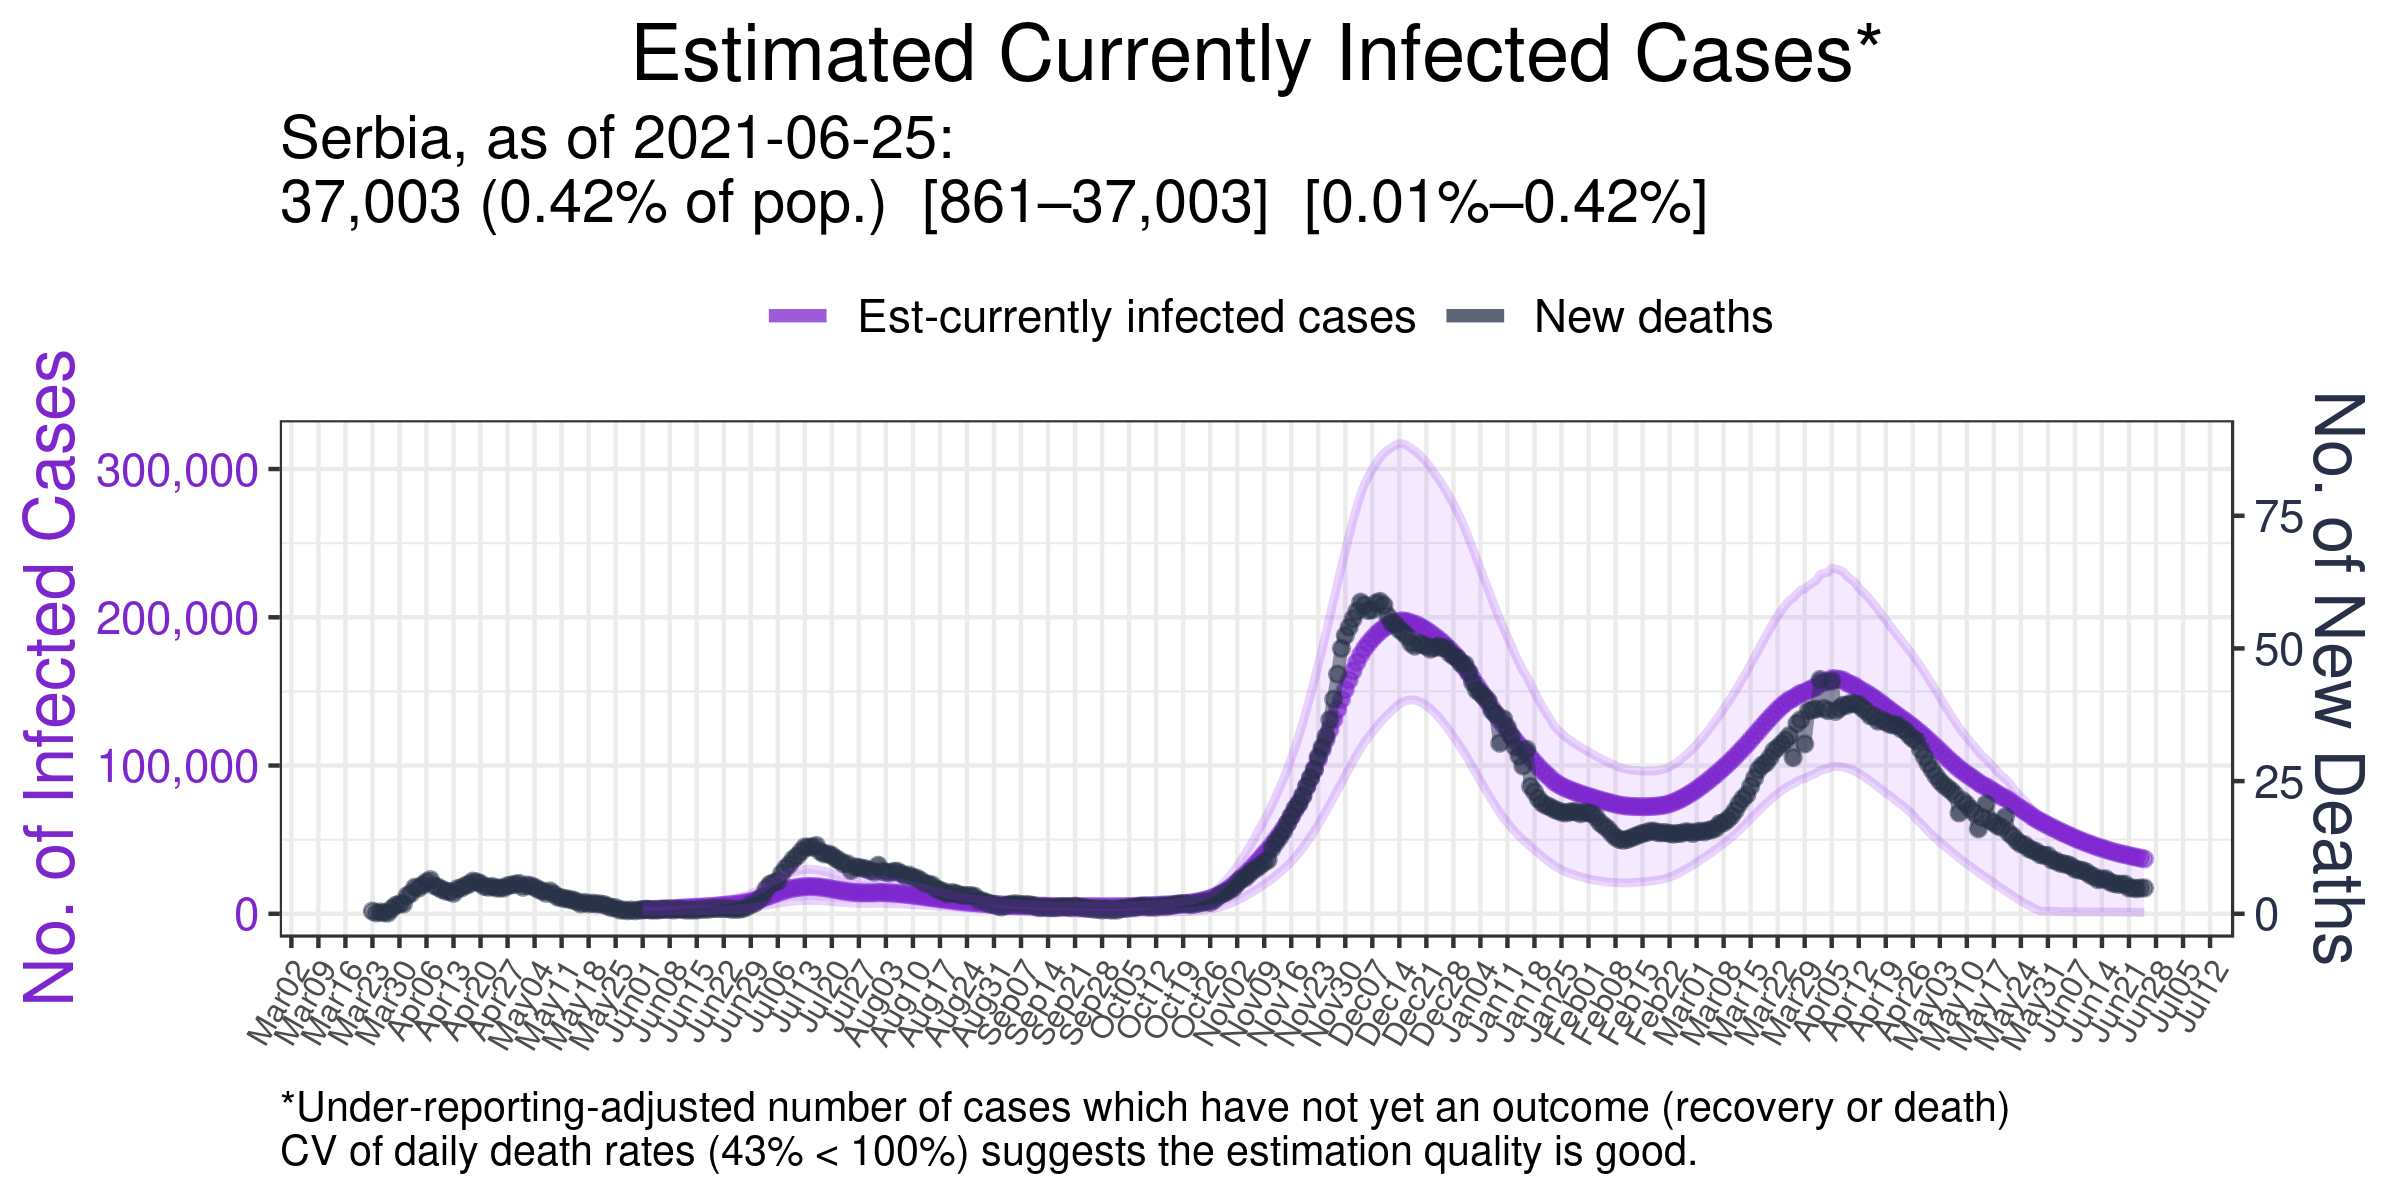 Estimated Currently Infected Cases*
Serbia, as of 2021-06-25:
37,003 (0.42% of pop.) [861–37,003] [0.01%–0.42%]
Est-currently infected cases New deaths
No. of Infected Cases
300,000
200,000
100,000
0
75
50
25
0
No. of New Deaths
Mar02 Mar09 Mar16 Mar23 Mar30 Apr06 Apr13 Apr20 Apr27 May04 May11 May18 May25 Jun01 Jun08 Jun15 Jun22 Jun29 Jul06 Jul13 Jul20 Jul27 Aug03 Aug10 Aug17 Aug24 Aug31 Sep07 Sep14 Sep21 Sep28 Oct05 Oct12 Oct19 Oct26 Nov02 Nov09 Nov16 Nov23 Nov30 Dec07 Dec14 Dec21 Dec28 Jan04 Jan11 Jan18 Jan25 Feb01 Feb08 Feb15 Feb22 Mar01 Mar08 Mar15 Mar22 Mar29 Apr05 Apr12 Apr19 Apr26 May03 May10 May17 May24 May31 Jun07 Jun14 Jun21 Jun28 Jul05 Jul12
*Under-reporting-adjusted number of cases which have not yet an outcome (recovery or death)
CV of daily death rates (43% < 100%) suggests the estimation quality is good.